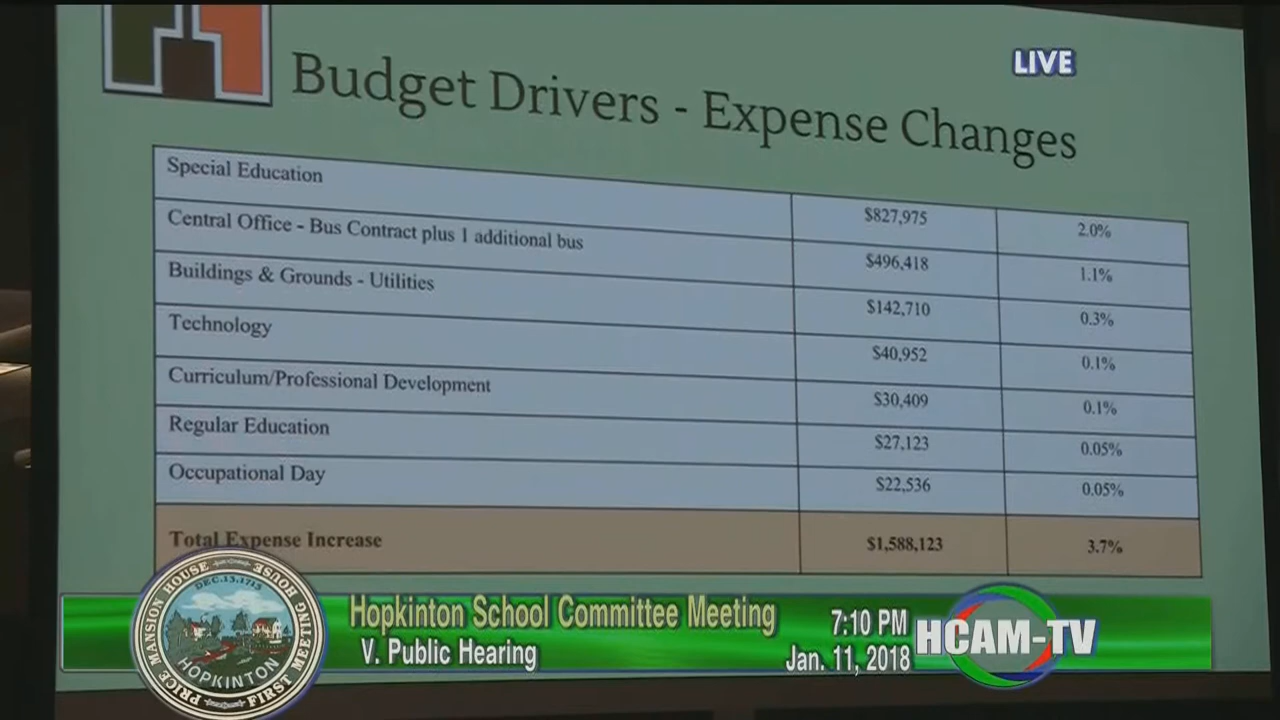 LIVE
Budget Drivers - Expense Changes
Special Education $827,975 2.0%
Central Office - Bus Contract plus 1 additional bus $496,418 1.1%
Buildings & Grounds - Utilities $142,710 0.3%
Technology $40,952 0.1%
Curriculum/Professional Development $30,409 0.1%
Regular Education $27,123 0.05%
Occupational Day $22,536 0.05%
Total Expense Increase $1,588,123 3.7%
Hopkinton School Committee Meeting 7:10 PM
V. Public Hearing Jan. 11, 2018
HCAM-TV
PRICE MANSION HOUSE
FIRST MEETING HOUSE
DEC.13.1715
HOPKINTON